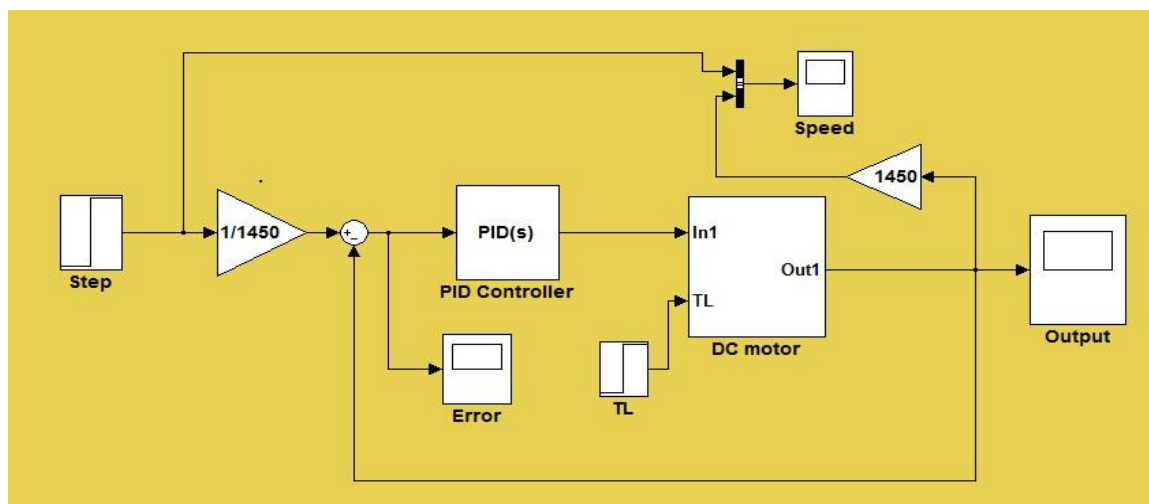 Speed
1450
Step
1/1450
+
−
PID(s)
PID Controller
In1
Out1
TL
DC motor
Output
Error
TL